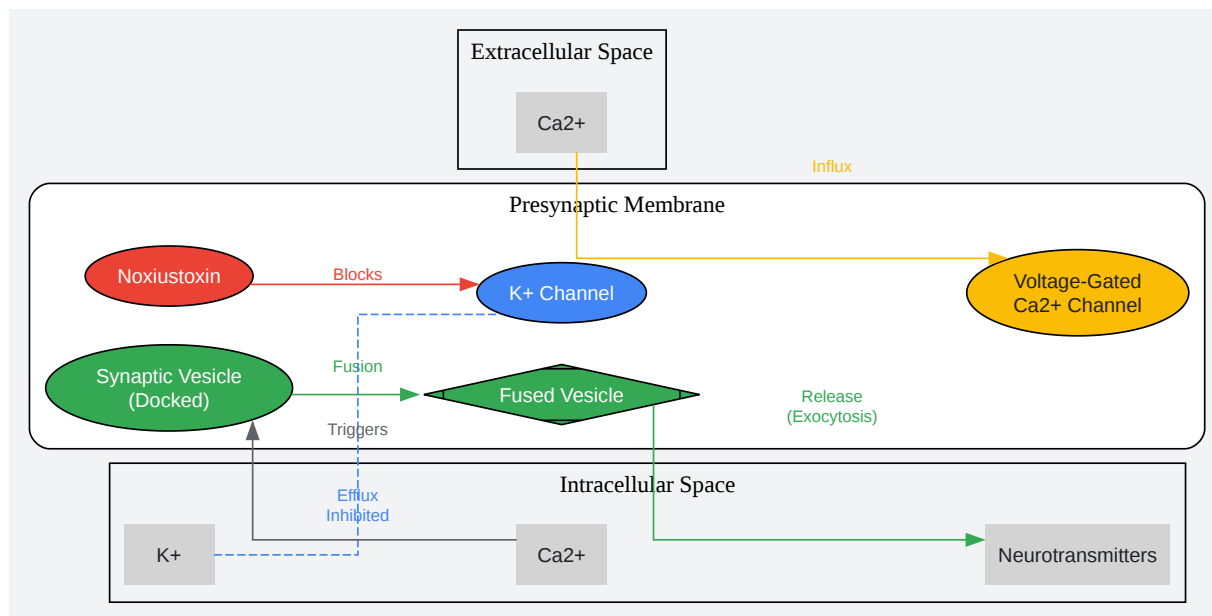 Extracellular Space
Ca2+
Influx
Presynaptic Membrane
Noxiustoxin
Blocks
K+ Channel
Voltage-Gated
Ca2+ Channel
Synaptic Vesicle
(Docked)
Fusion
Fused Vesicle
Release
(Exocytosis)
Triggers
Intracellular Space
Efflux
Inhibited
K+
Ca2+
Neurotransmitters